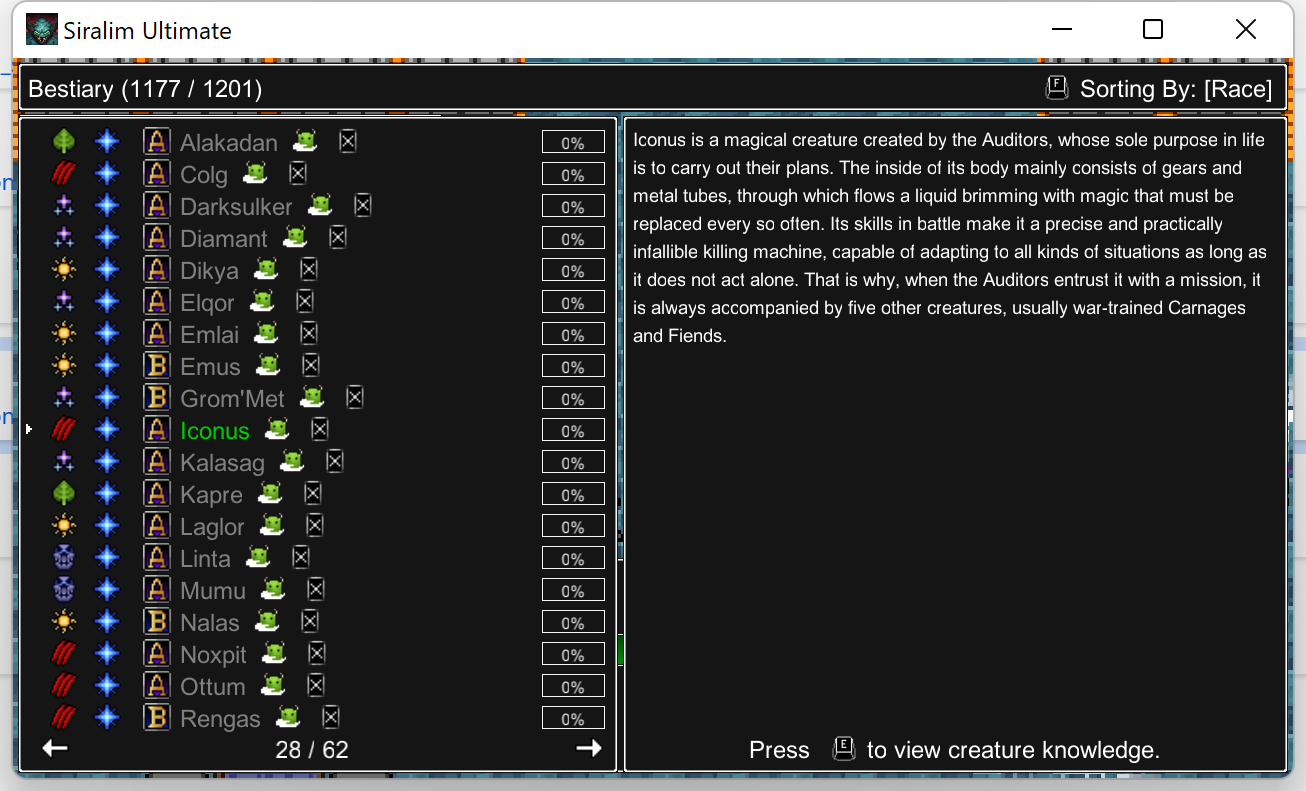 Siralim Ultimate
Bestiary (1177 / 1201)
F Sorting By: [Race]
A Alakadan 0%
A Colg 0%
A Darksulker 0%
A Diamant 0%
A Dikya 0%
A Elqor 0%
A Emlai 0%
B Emus 0%
B Grom'Met 0%
A Iconus 0%
A Kalasag 0%
A Kapre 0%
A Laglor 0%
A Linta 0%
A Mumu 0%
B Nalas 0%
A Noxpit 0%
A Ottum 0%
B Rengas 0%
28 / 62
Iconus is a magical creature created by the Auditors, whose sole purpose in life
is to carry out their plans. The inside of its body mainly consists of gears and
metal tubes, through which flows a liquid brimming with magic that must be
replaced every so often. Its skills in battle make it a precise and practically
infallible killing machine, capable of adapting to all kinds of situations as long as
it does not act alone. That is why, when the Auditors entrust it with a mission, it
is always accompanied by five other creatures, usually war-trained Carnages
and Fiends.
Press E to view creature knowledge.